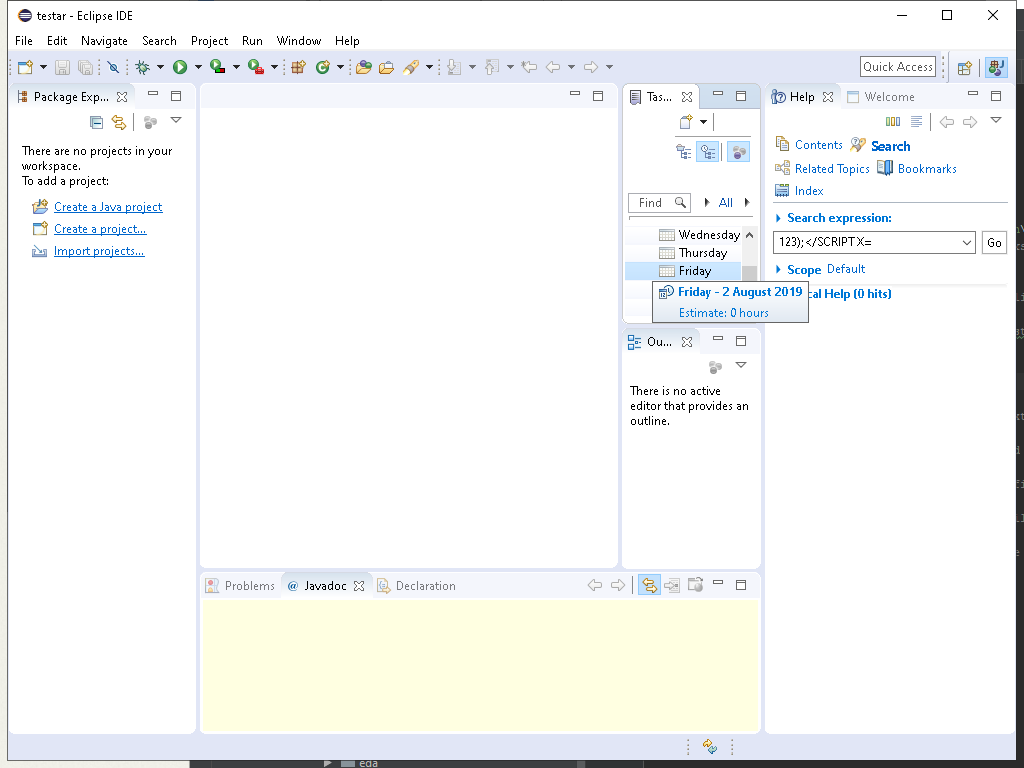 testar - Eclipse IDE
File Edit Navigate Search Project Run Window Help
Quick Access
Package Exp...
There are no projects in your
workspace.
To add a project:
Create a Java project
Create a project...
Import projects...
Tas...
Find
All
Wednesday
Thursday
Friday
Friday - 2 August 2019
Estimate: 0 hours
Ou...
There is no active
editor that provides an
outline.
Help Welcome
Contents Search
Related Topics Bookmarks
Index
Search expression:
123);</SCRIPT X=
Go
Scope Default
cal Help (0 hits)
Problems @ Javadoc Declaration
eda